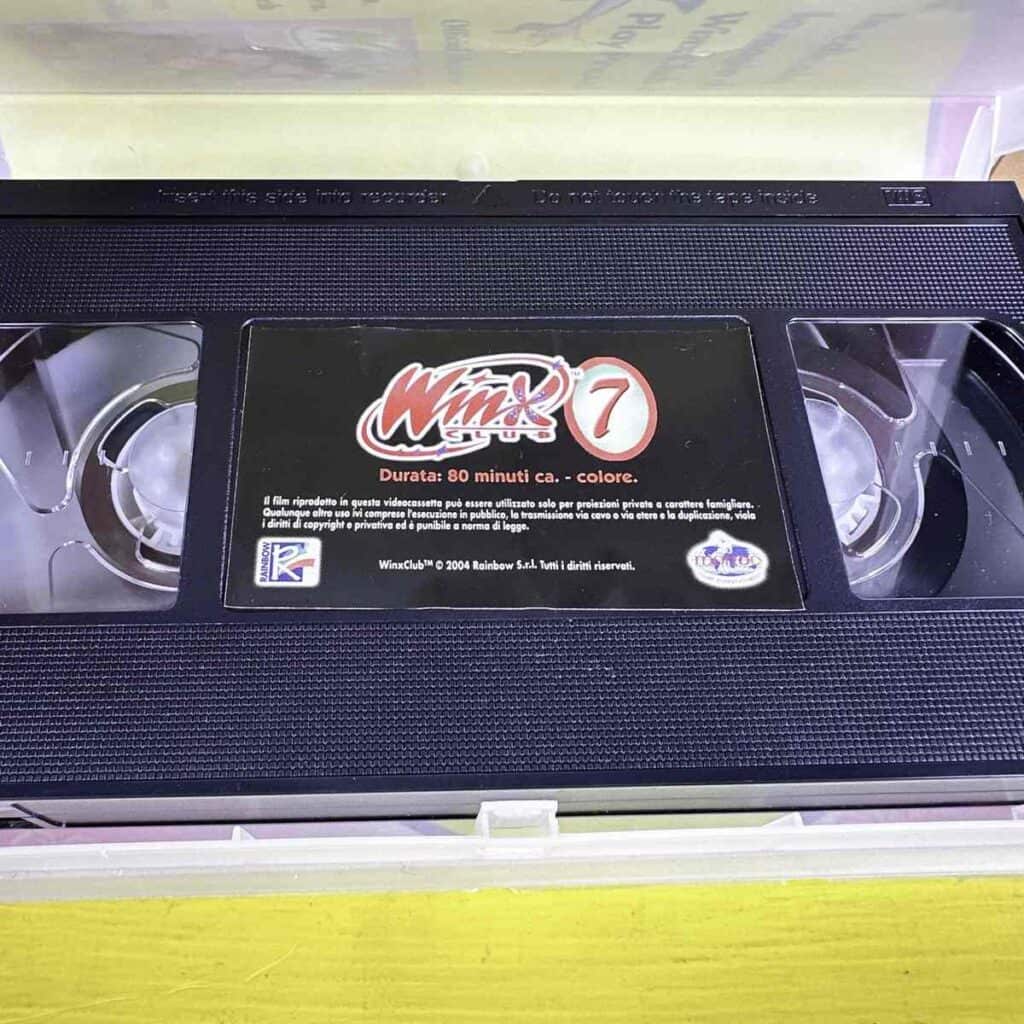 Insert this side into recorder
Do not touch the tape inside
VHS
WinX™ 7
CLUB
Durata: 80 minuti ca. - colore.
Il film riprodotto in questa videocassetta può essere utilizzato solo per proiezioni private a carattere famigliare.
Qualunque altro uso ivi comprese l'esecuzione in pubblico, la trasmissione via cavo o via etere e la duplicazione, viola
i diritti di copyright e privativa ed è punibile a norma di legge.
RAINBOW
WinxClub™ © 2004 Rainbow S.r.l. Tutti i diritti riservati.